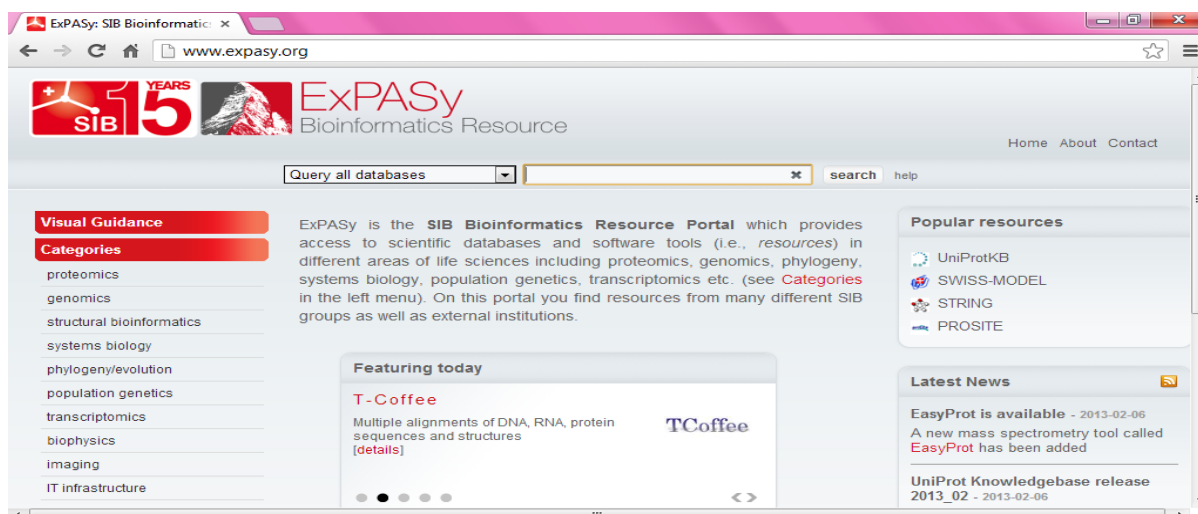 ExPASy: SIB Bioinformatic
www.expasy.org
SIB 15 YEARS
ExPASy
Bioinformatics Resource
Home About Contact
Query all databases
search help
Visual Guidance
Categories
proteomics
genomics
structural bioinformatics
systems biology
phylogeny/evolution
population genetics
transcriptomics
biophysics
imaging
IT infrastructure
ExPASy is the SIB Bioinformatics Resource Portal which provides
access to scientific databases and software tools (i.e., resources) in
different areas of life sciences including proteomics, genomics, phylogeny,
systems biology, population genetics, transcriptomics etc. (see Categories
in the left menu). On this portal you find resources from many different SIB
groups as well as external institutions.
Featuring today
T-Coffee
Multiple alignments of DNA, RNA, protein
sequences and structures
[details]
TCoffee
Popular resources
UniProtKB
SWISS-MODEL
STRING
PROSITE
Latest News
EasyProt is available - 2013-02-06
A new mass spectrometry tool called
EasyProt has been added
UniProt Knowledgebase release
2013_02 - 2013-02-06